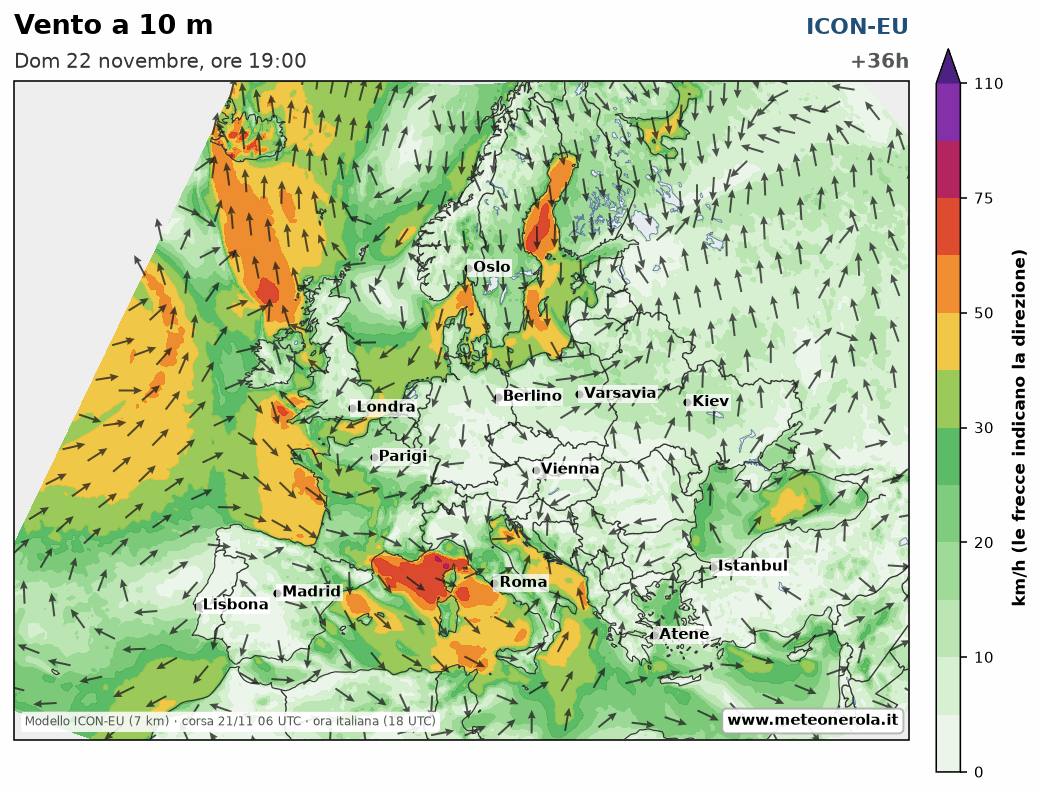 Vento a 10 m
ICON-EU
Dom 22 novembre, ore 19:00
+36h
110
75
50
30
20
10
0
km/h (le frecce indicano la direzione)
Oslo
Berlino
Varsavia
Kiev
Londra
Parigi
Vienna
Istanbul
Roma
Madrid
Lisbona
Atene
Modello ICON-EU (7 km) · corsa 21/11 06 UTC · ora italiana (18 UTC)
www.meteonerola.it